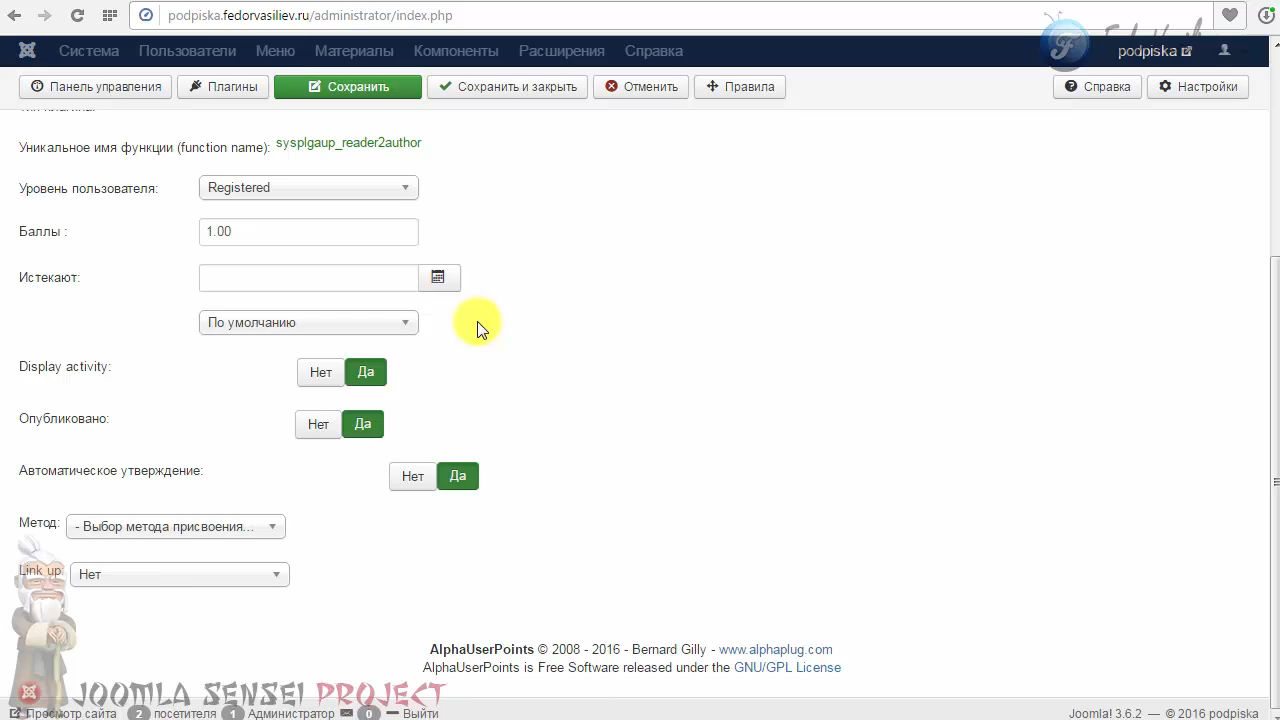 podpiska.fedorvasiliev.ru/administrator/index.php
Система Пользователи Меню Материалы Компоненты Расширения Справка podpiska
Панель управления Плагины Сохранить Сохранить и закрыть Отменить Правила Справка Настройки
Уникальное имя функции (function name): sysplgaup_reader2author
Уровень пользователя: Registered
Баллы : 1.00
Истекают:
По умолчанию
Display activity: Нет Да
Опубликовано: Нет Да
Автоматическое утверждение: Нет Да
Метод: - Выбор метода присвоения...
Link up: Нет
AlphaUserPoints © 2008 - 2016 - Bernard Gilly - www.alphaplug.com
AlphaUserPoints is Free Software released under the GNU/GPL License
JOOMLA SENSEI PROJECT
Просмотр сайта 2 посетителя 1 Администратор 0 Выйти Joomla! 3.6.2 — © 2016 podpiska